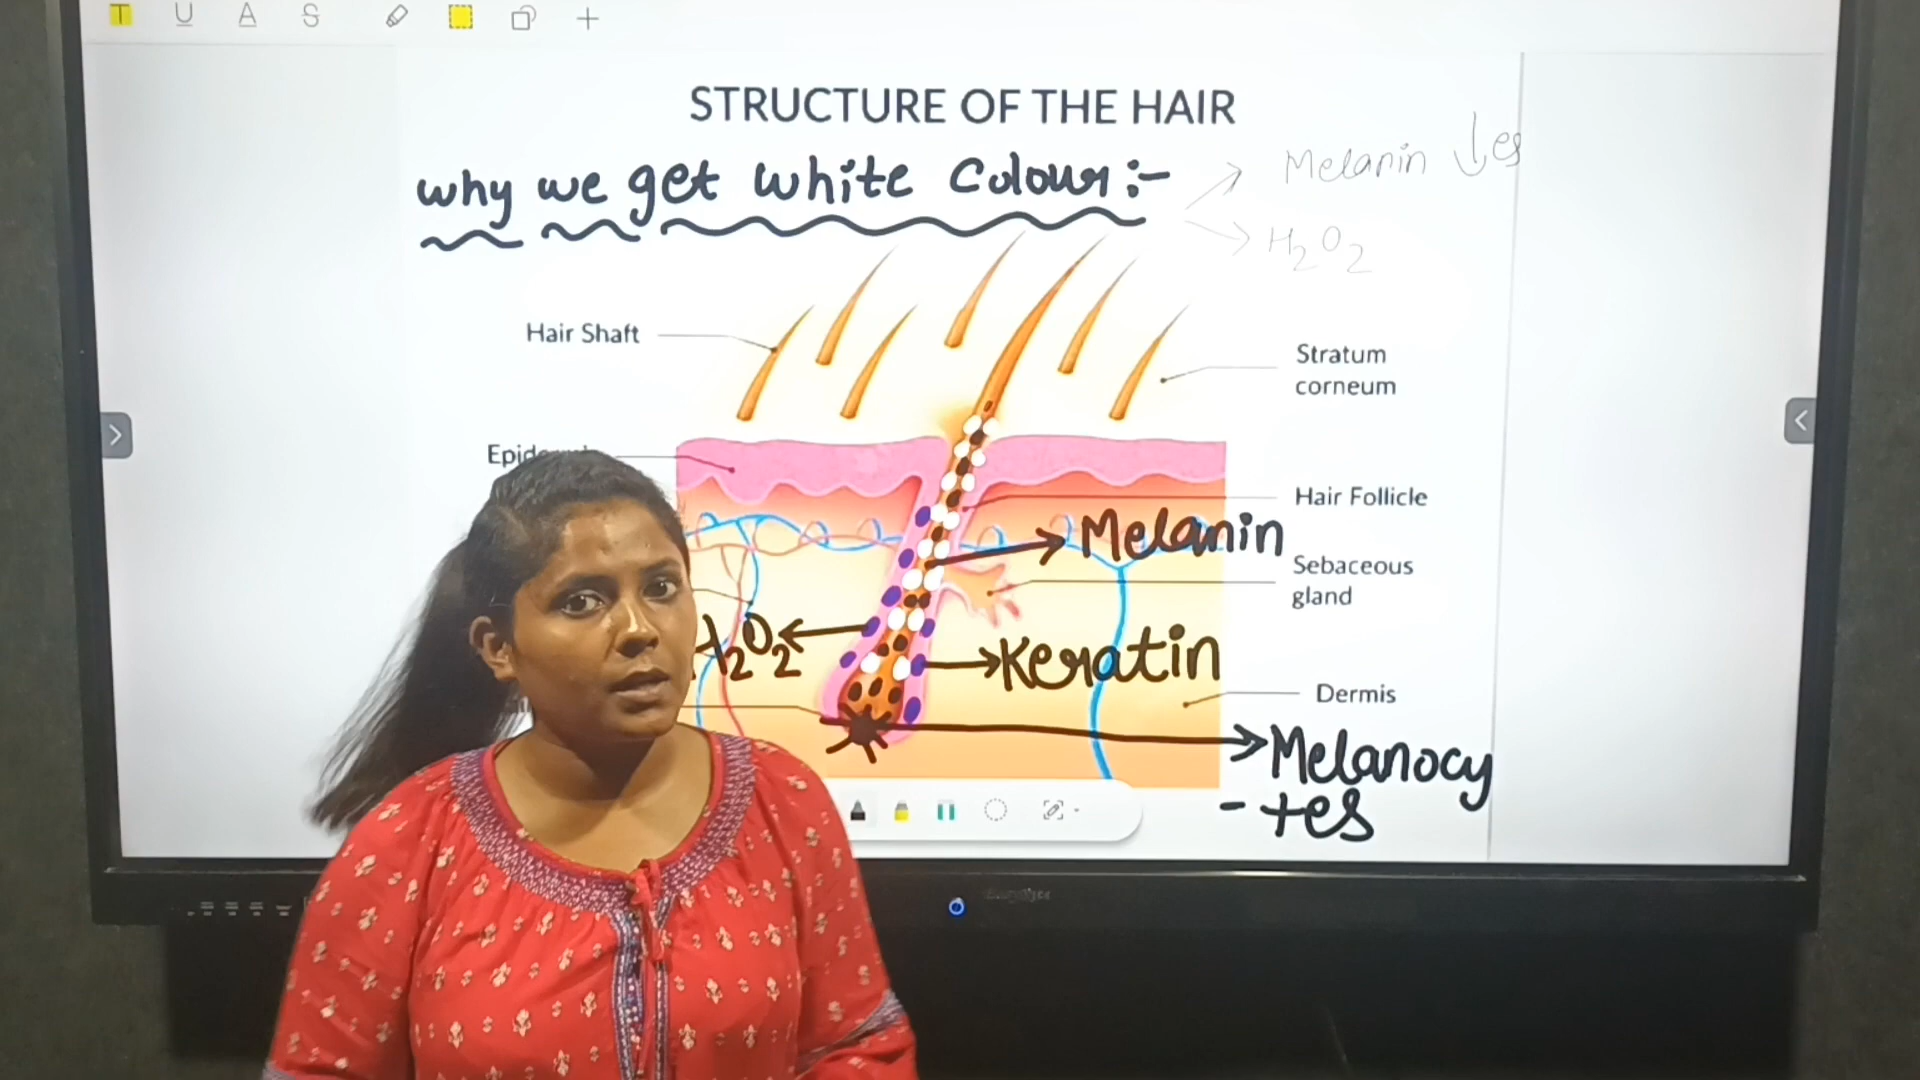 T U A S
STRUCTURE OF THE HAIR
why we get white Colour:-
Melanin ↓es
H2O2
Hair Shaft
Stratum
corneum
Hair Follicle
Melanin
Sebaceous
gland
H2O2
Keratin
Dermis
Melanocy
-tes